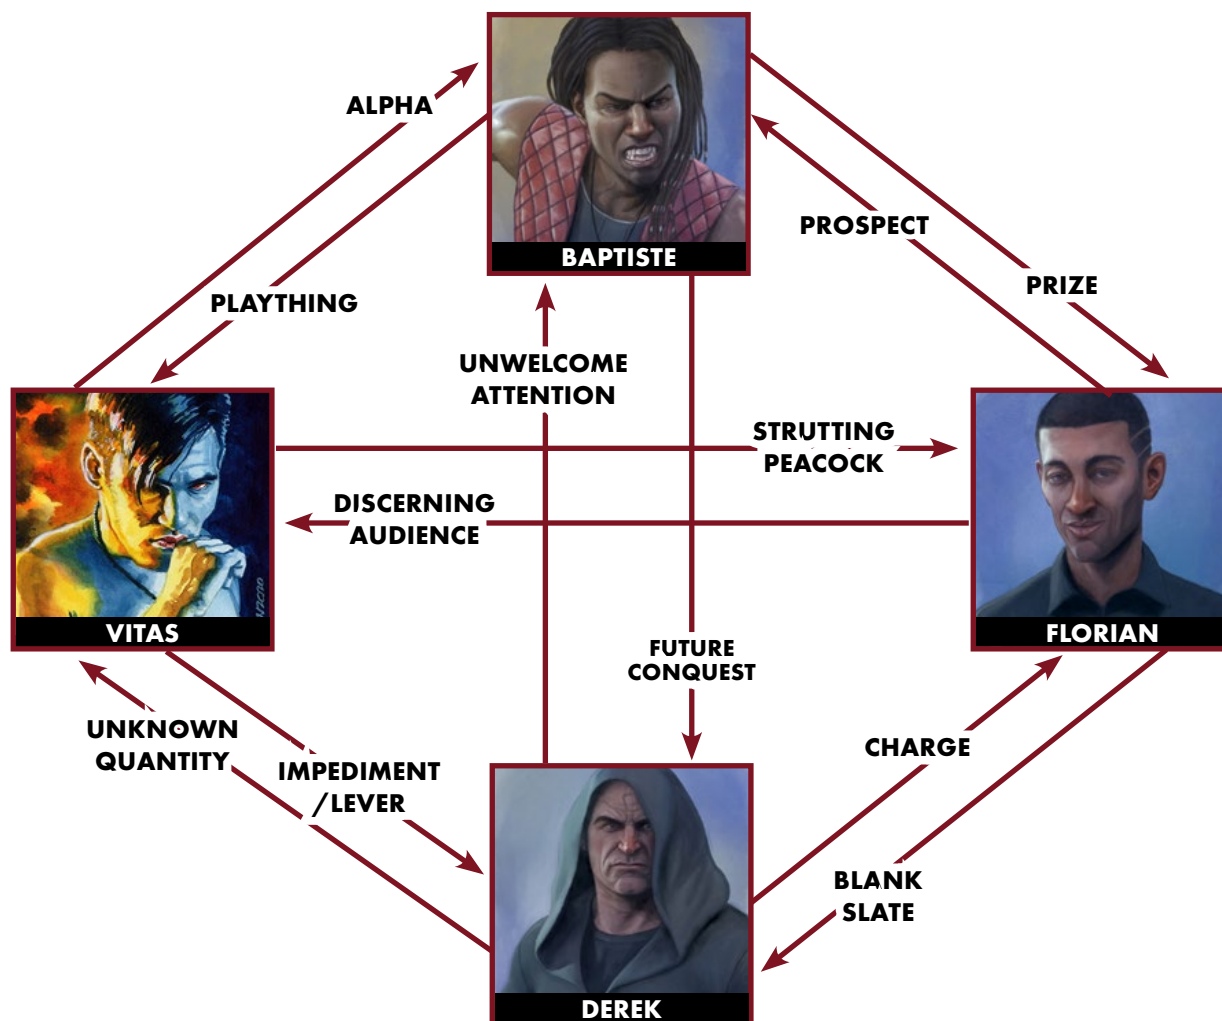 ALPHA
BAPTISTE
PROSPECT
PRIZE
PLAYTHING
UNWELCOME
ATTENTION
STRUTTING
PEACOCK
DISCERNING
AUDIENCE
VITAS
FLORIAN
FUTURE
CONQUEST
UNKNOWN
QUANTITY
IMPEDIMENT
/LEVER
CHARGE
BLANK
SLATE
DEREK